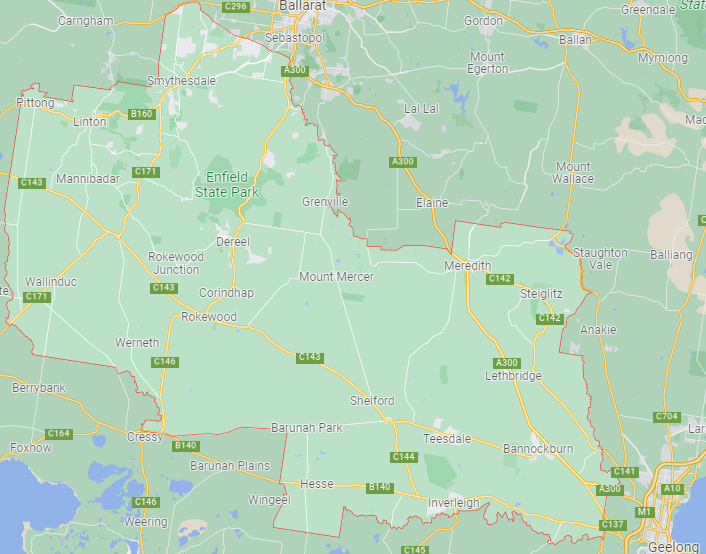 C296
Ballarat
Carngham
Gordon
Greendale
Stat
Sebastopol
Ballan
Myrniong
Mount
Egerton
A300
Smythesdale
Pittong
Lal Lal
B160
Linton
Mac
A300
C171
Mannibadar
C143
Enfield
State Park
Mount
Wallace
Grenville
Elaine
C
Dereel
Staughton
Vale
Balliang
Rokewood
Junction
Mount Mercer
Meredith
C142
Wallinduc
te
C171
C143
Corindhap
Steiglitz
C142
Rokewood
Anakie
Werneth
C146
C143
A300
Lethbridge
Berrybank
Shelford
C704
Barunah Park
Lar
C164
Cressy
Teesdale
Foxhow
B140
C144
Bannockburn
Barunah Plains
C141
Hesse
B140
A300
A10
Wingeel
C146
Inverleigh
M1
Weering
C137
C145
Geelong